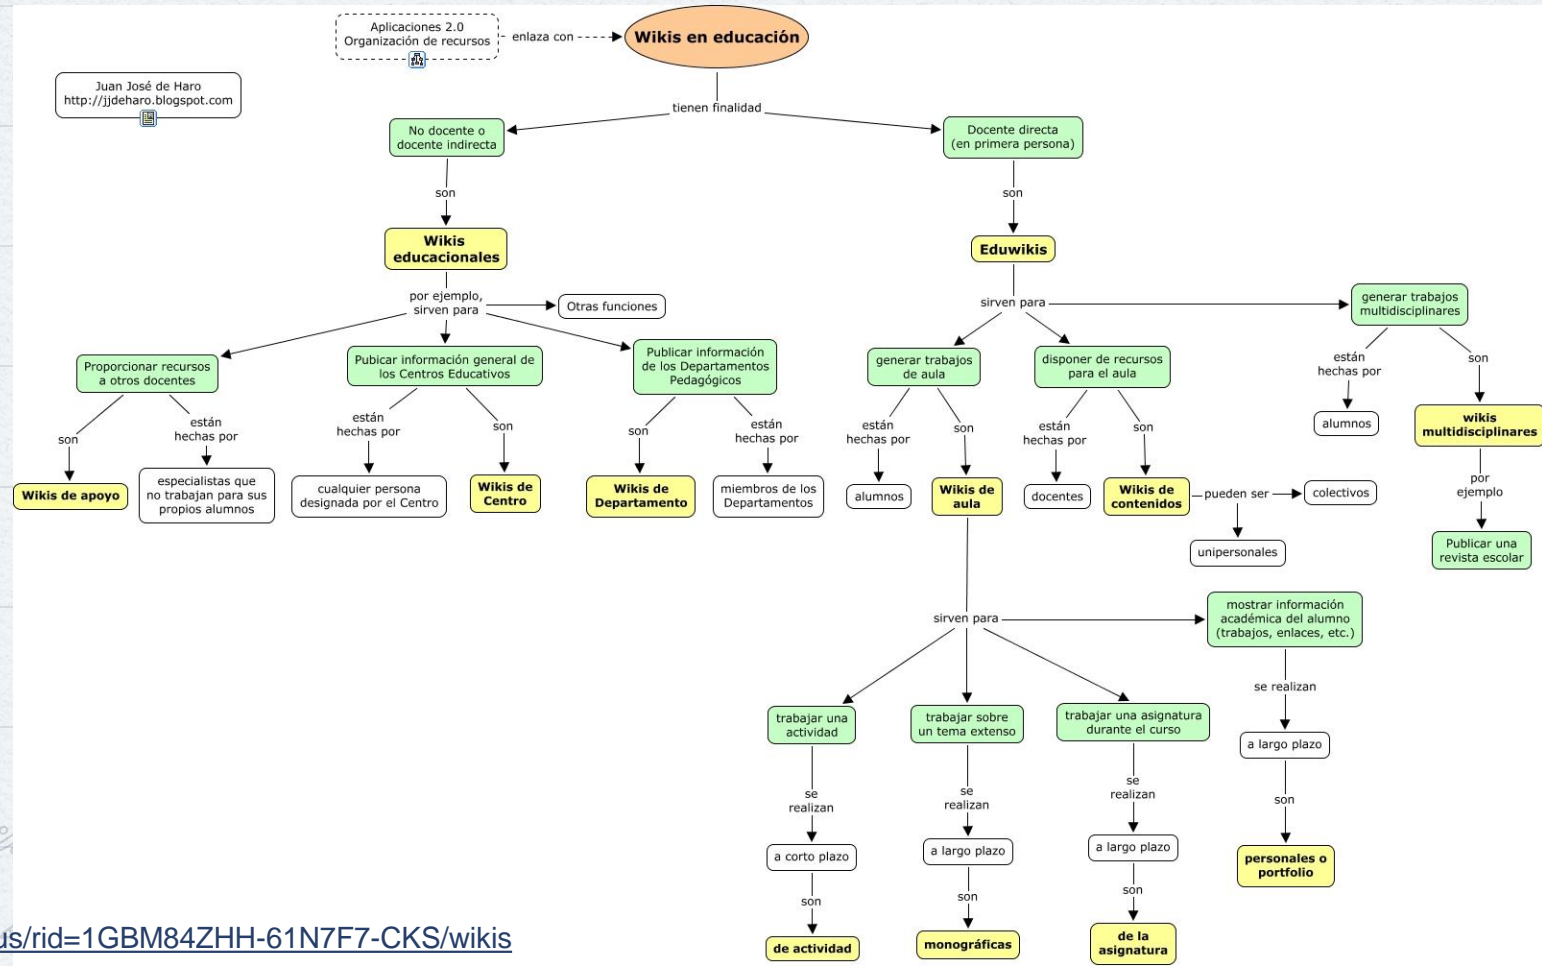 Aplicaciones 2.0
Organización de recursos
enlaza con
Wikis en educación
Juan José de Haro
http://jjdeharo.blogspot.com
tienen finalidad
No docente o
docente indirecta
Docente directa
(en primera persona)
son
son
Wikis
educacionales
Eduwikis
por ejemplo,
sirven para
Otras funciones
sirven para
generar trabajos
multidisciplinares
Proporcionar recursos
a otros docentes
Pubicar información general de
los Centros Educativos
Publicar información
de los Departamentos
Pedagógicos
generar trabajos
de aula
disponer de recursos
para el aula
están
hechas por
son
son
están
hechas por
están
hechas por
son
son
están
hechas por
están
hechas por
son
están
hechas por
son
alumnos
wikis
multidisciplinares
Wikis de apoyo
especialistas que
no trabajan para sus
propios alumnos
cualquier persona
designada por el Centro
Wikis de
Centro
Wikis de
Departamento
miembros de los
Departamentos
alumnos
Wikis de
aula
docentes
Wikis de
contenidos
pueden ser
colectivos
unipersonales
por
ejemplo
Publicar una
revista escolar
sirven para
mostrar información
académica del alumno
(trabajos, enlaces, etc.)
trabajar una
actividad
trabajar sobre
un tema extenso
trabajar una asignatura
durante el curso
se realizan
a largo plazo
se
realizan
se
realizan
se
realizan
son
a corto plazo
a largo plazo
a largo plazo
personales o
portfolio
son
son
son
de actividad
monográficas
de la
asignatura
us/rid=1GBM84ZHH-61N7F7-CKS/wikis